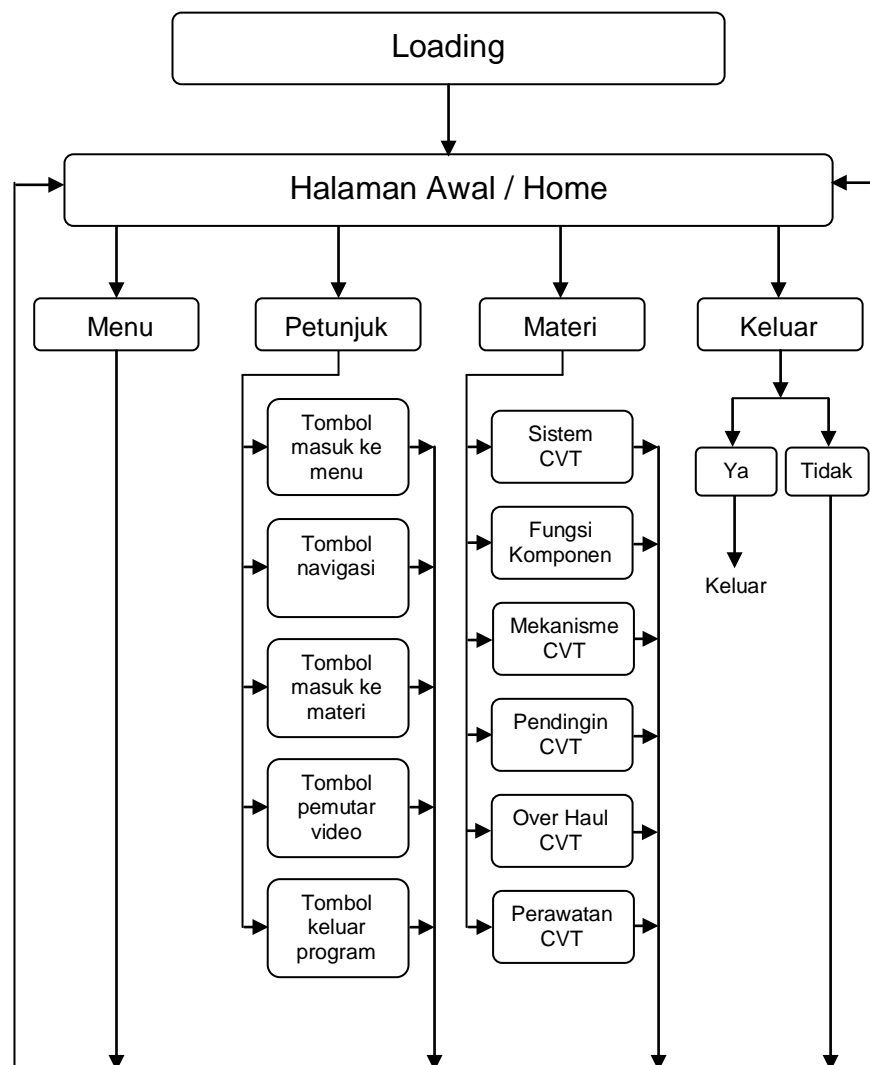 Loading
Halaman Awal / Home
Menu
Petunjuk
Materi
Keluar
Tombol
masuk ke
menu
Tombol
navigasi
Tombol
masuk ke
materi
Tombol
pemutar
video
Tombol
keluar
program
Sistem
CVT
Fungsi
Komponen
Mekanisme
CVT
Pendingin
CVT
Over Haul
CVT
Perawatan
CVT
Ya
Tidak
Keluar